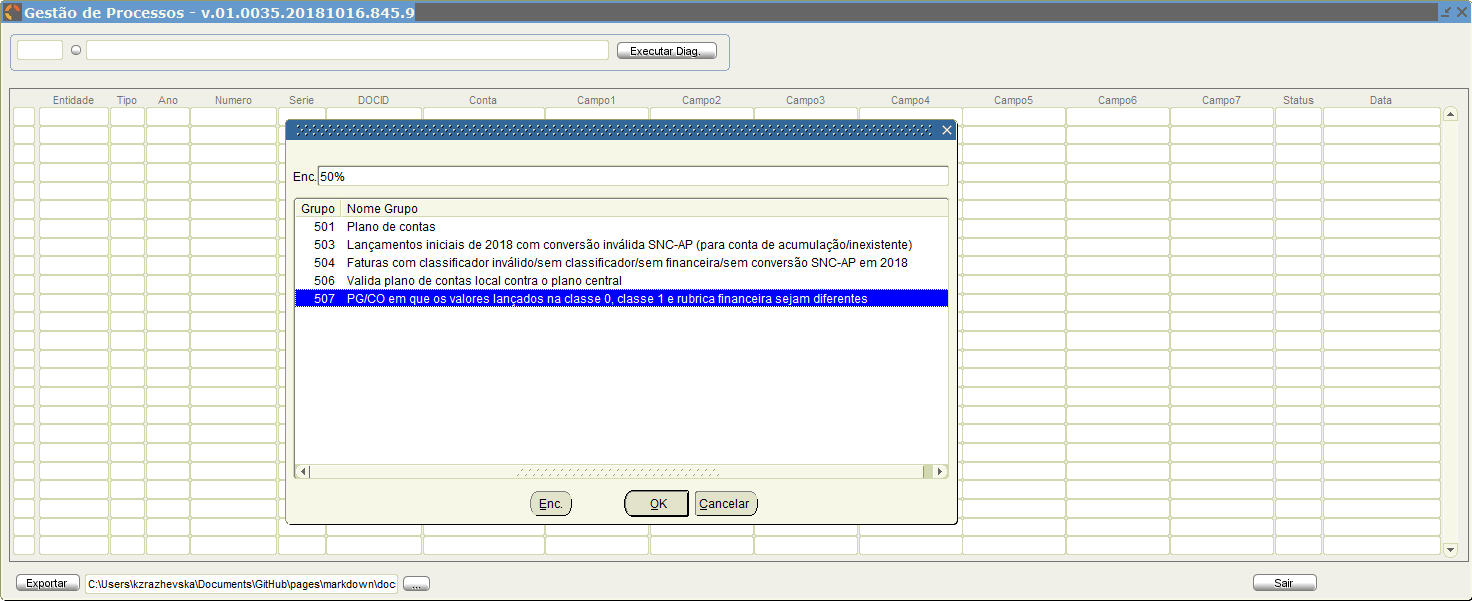 Gestão de Processos - v.01.0035.20181016.845.9
Executar Diag.
Entidade Tipo Ano Numero Serie DOCID Conta Campo1 Campo2 Campo3 Campo4 Campo5 Campo6 Campo7 Status Data
Enc. 50%
Grupo Nome Grupo
501 Plano de contas
503 Lançamentos iniciais de 2018 com conversão inválida SNC-AP (para conta de acumulação/inexistente)
504 Faturas com classificador inválido/sem classificador/sem financeira/sem conversão SNC-AP em 2018
506 Valida plano de contas local contra o plano central
507 PG/CO em que os valores lançados na classe 0, classe 1 e rubrica financeira sejam diferentes
Enc. OK Cancelar
Exportar C:\Users\kzrazhevska\Documents\GitHub\pages\markdown\doc ... Sair